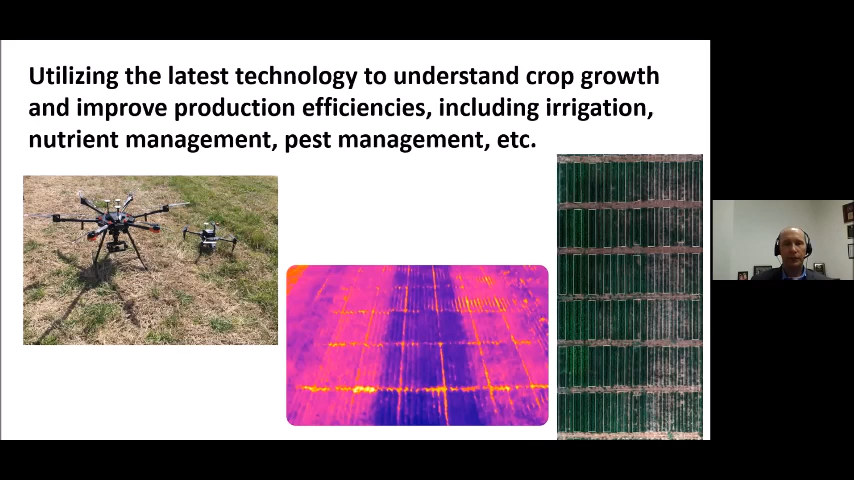 Utilizing the latest technology to understand crop growth
and improve production efficiencies, including irrigation,
nutrient management, pest management, etc.